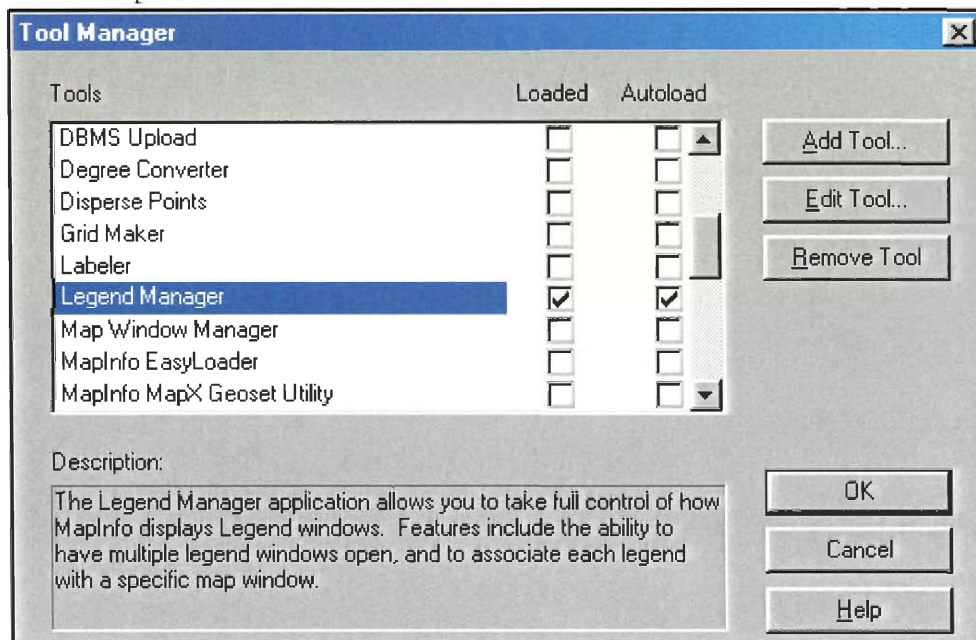 Tool Manager
Tools Loaded Autoload
DBMS Upload
Degree Converter
Disperse Points
Grid Maker
Labeler
Legend Manager
Map Window Manager
MapInfo EasyLoader
MapInfo MapX Geoset Utility
Add Tool...
Edit Tool...
Remove Tool
Description:
The Legend Manager application allows you to take full control of how
MapInfo displays Legend windows. Features include the ability to
have multiple legend windows open, and to associate each legend
with a specific map window.
OK
Cancel
Help